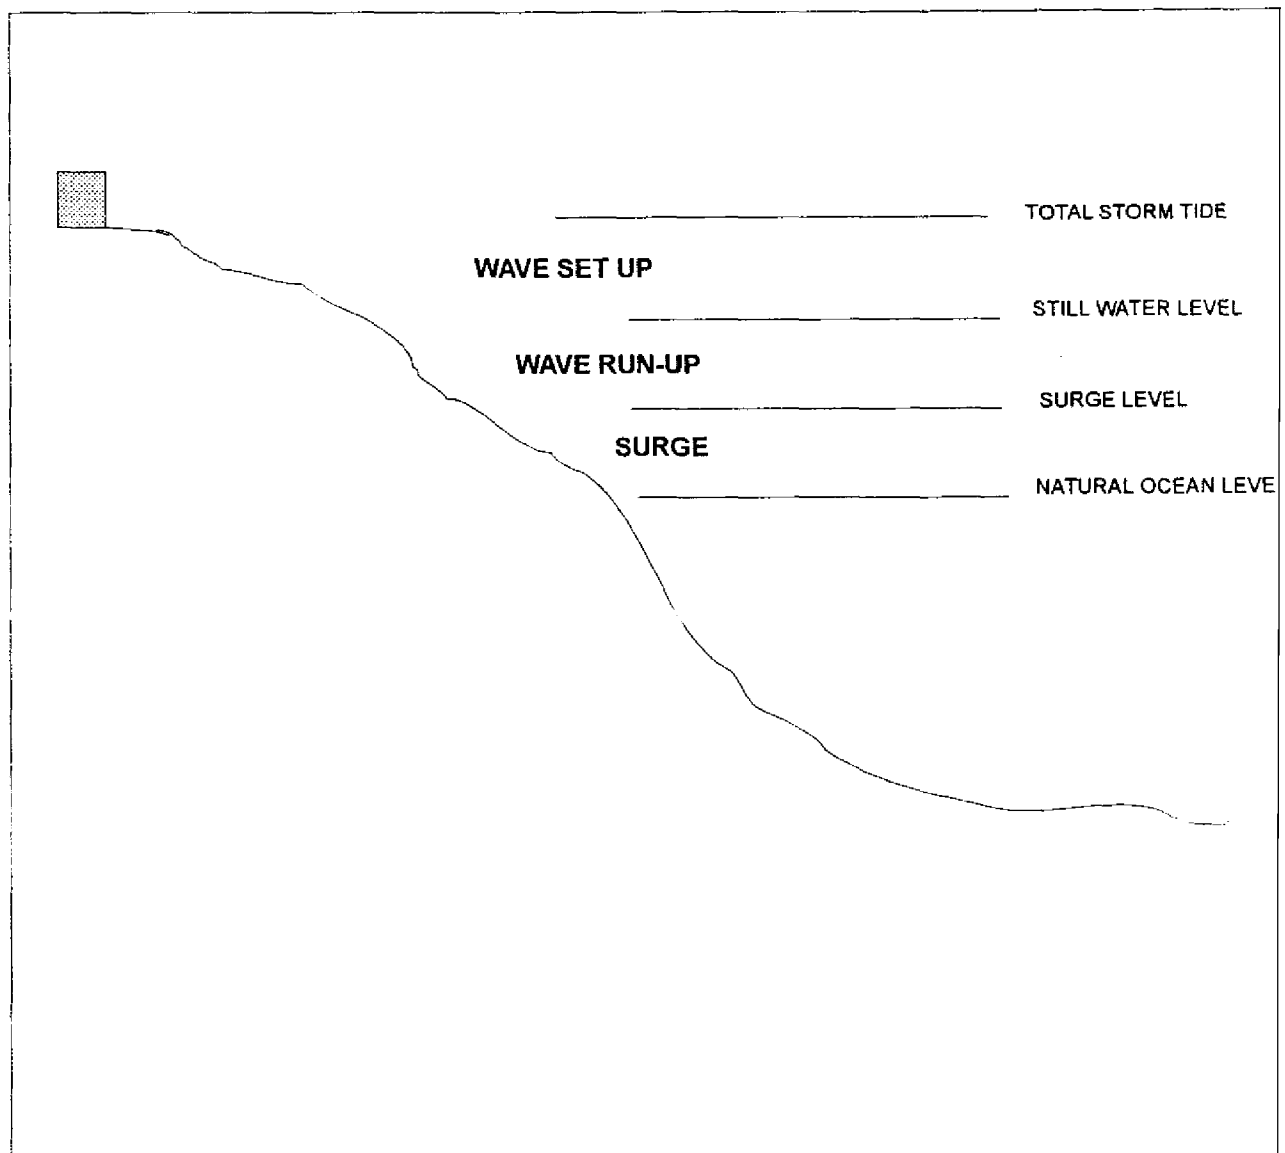 TOTAL STORM TIDE
WAVE SET UP
STILL WATER LEVEL
WAVE RUN-UP
SURGE LEVEL
SURGE
NATURAL OCEAN LEVE